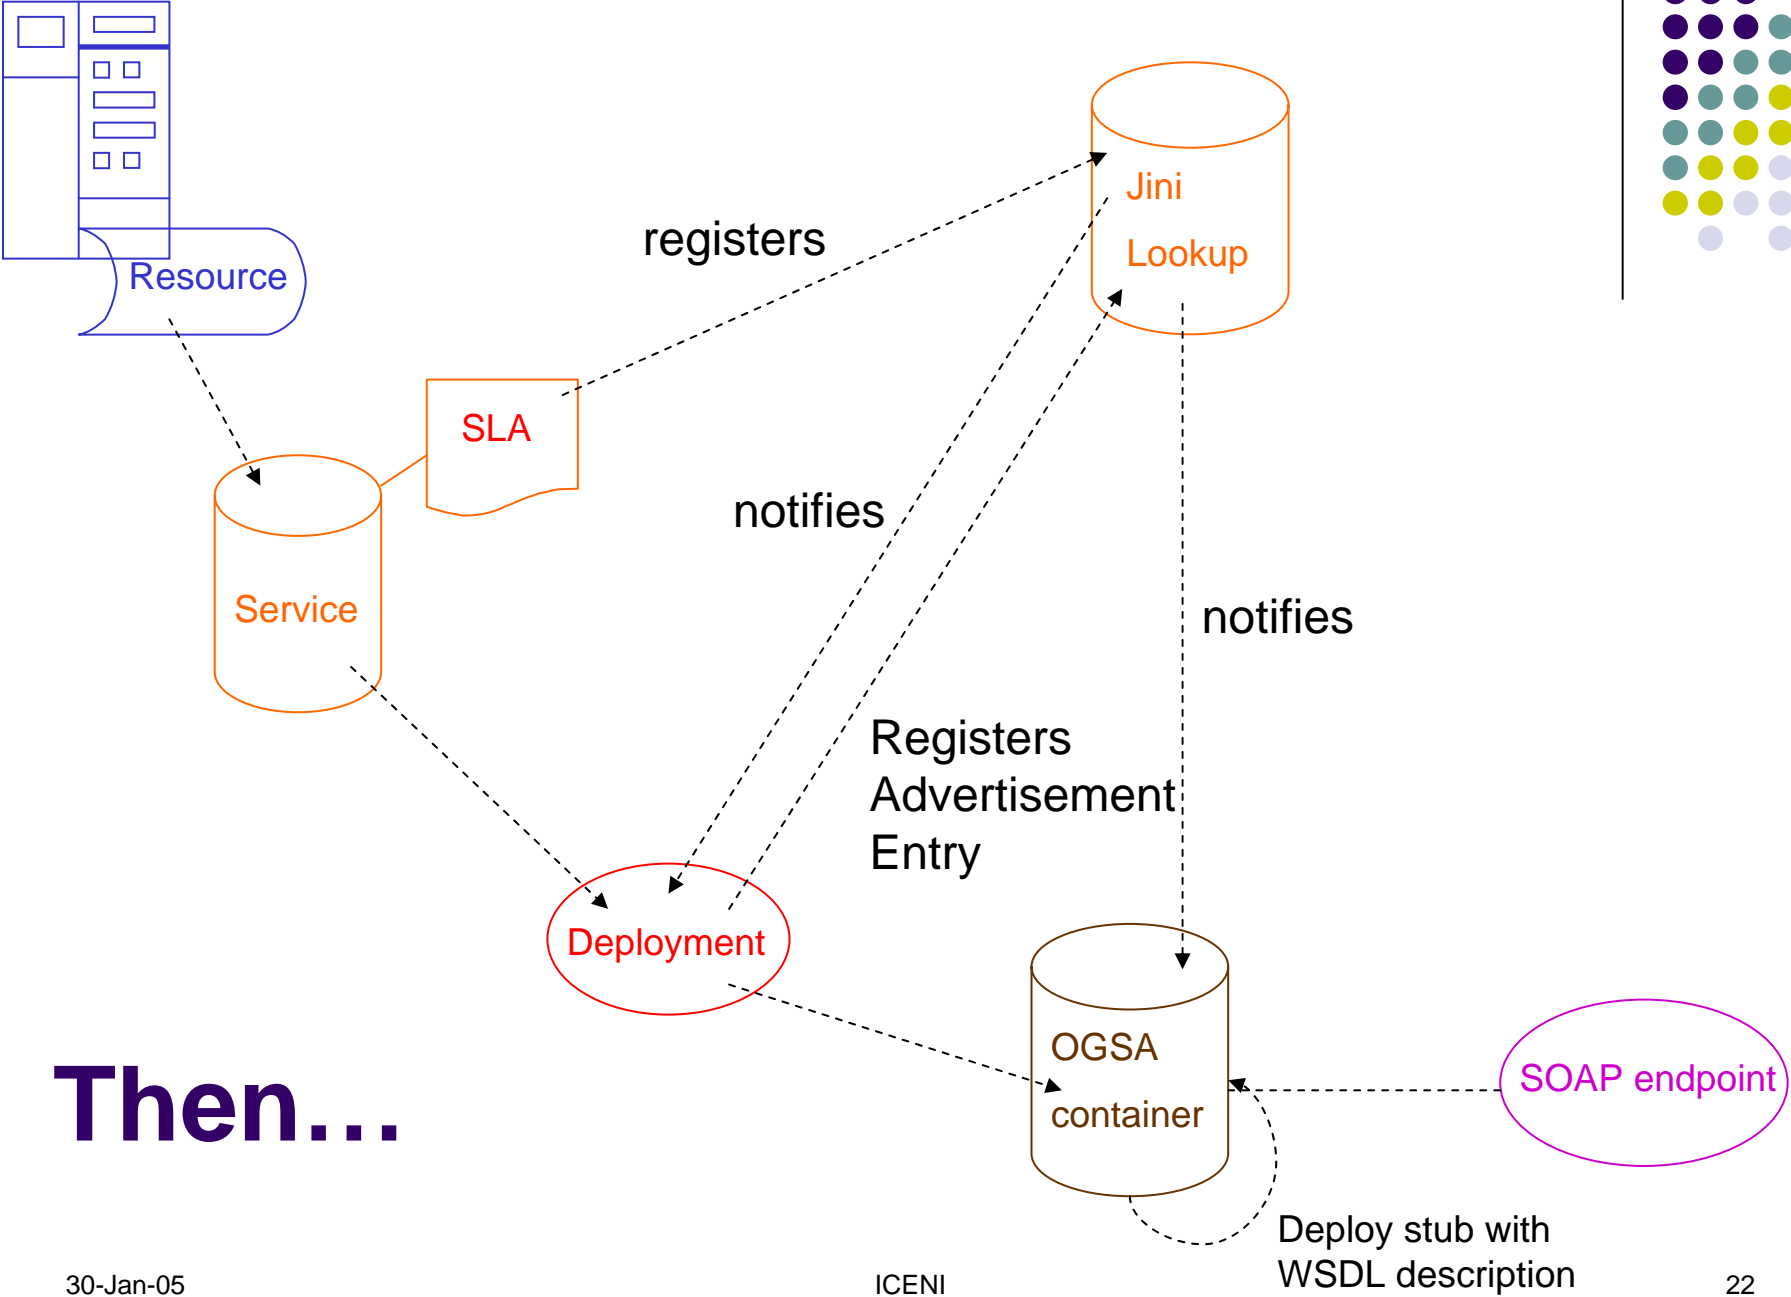 Jini
Lookup
registers
Resource
SLA
notifies
Service
notifies
Registers
Advertisement
Entry
Deployment
OGSA
container
SOAP endpoint
Then…
Deploy stub with
WSDL description
30-Jan-05
ICENI
22